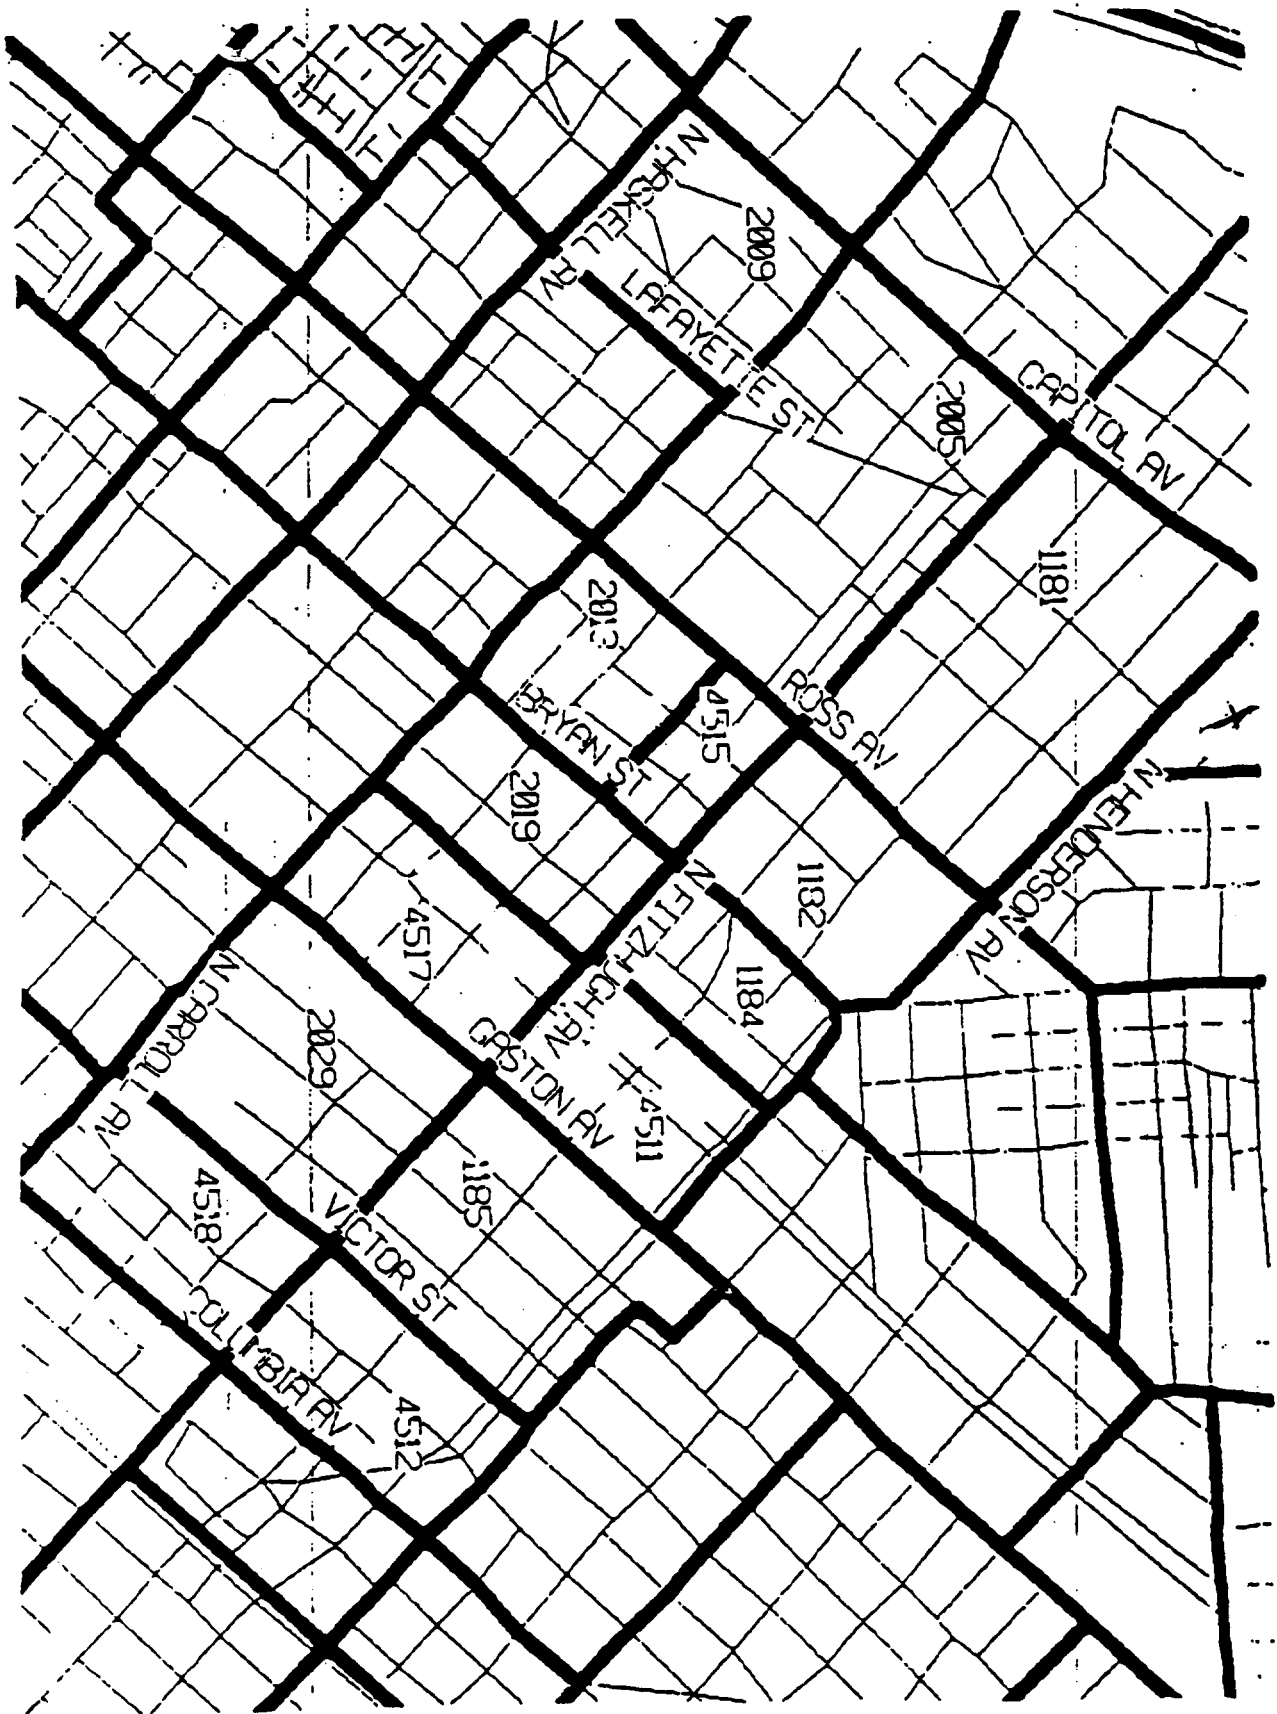 N HASKELL AV
2009
LAFAYETTE ST
2005
CAPITOL AV
1181
2013
4515
ROSS AV
BRYAN ST
2019
N HENDERSON AV
1182
N FITZHUGH AV
4517
1184
N CARROLL AV
2029
GASTON AV
4511
4518
1185
VICTOR ST
COLUMBIA AV
4512